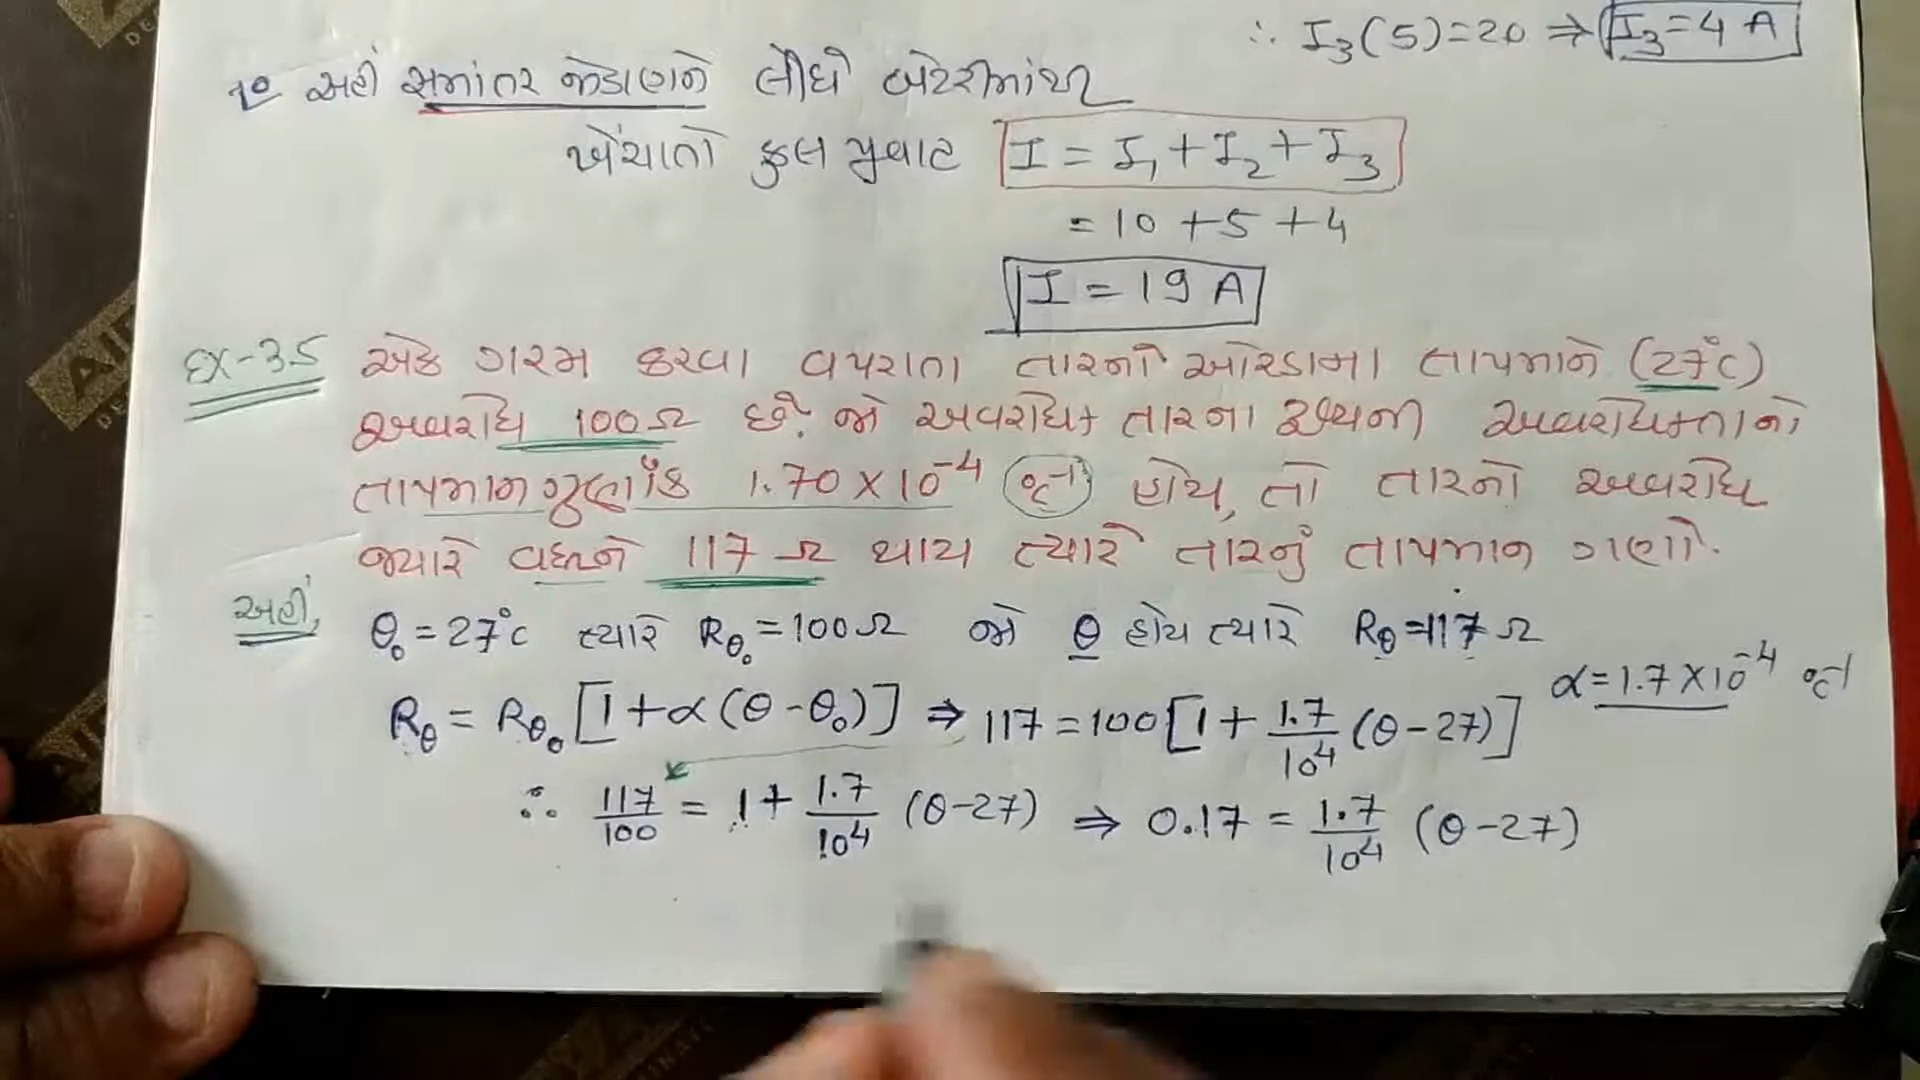 ∴ I₃(5)=20 ⇒ I₃=4 A
→ અહીં સમાંતર જોડાણને લીધે બેટરીમાંથી
ખેંચાતો કુલ પ્રવાહ I = I₁+I₂+I₃
= 10 +5 +4
I = 19 A
EX-3.5 એક ગરમ કરવા વપરાતા તારનો ઓરડાના તાપમાને (27°C)
અવરોધ 100Ω છે. જો અવરોધક તારના દ્રવ્યની અવરોધકતાનો
તાપમાન ગુણાંક 1.70×10⁻⁴ °C⁻¹ હોય, તો તારનો અવરોધ
જ્યારે વધીને 117 Ω થાય ત્યારે તારનું તાપમાન ગણો.
અહીં,
θ₀ = 27°C ત્યારે Rθ₀ = 100Ω જો θ હોય ત્યારે Rθ=117Ω
α=1.7×10⁻⁴ °C⁻¹
Rθ = Rθ₀ [1+α(θ-θ₀)] ⇒ 117=100[1+ 1.7/10⁴ (θ-27)]
∴ 117/100 = 1+ 1.7/10⁴ (θ-27) ⇒ 0.17 = 1.7/10⁴ (θ-27)